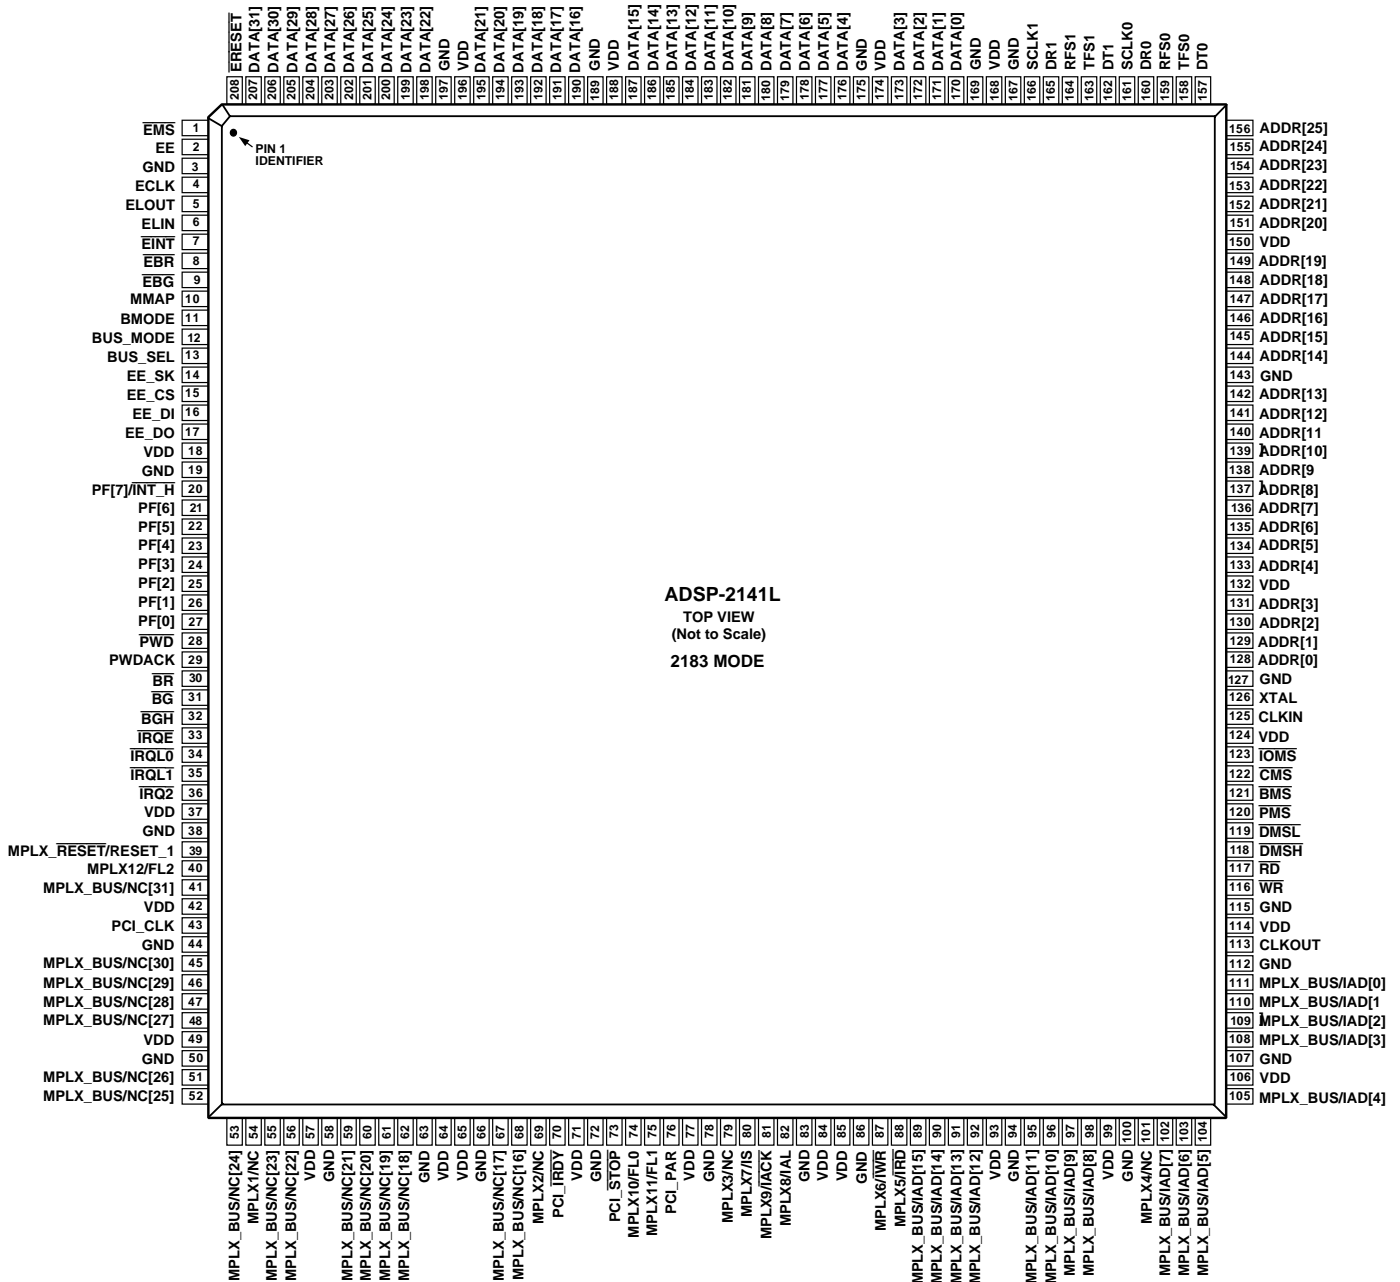 ERESET DATA[31] DATA[30] DATA[29] DATA[28] DATA[27] DATA[26] DATA[25] DATA[24] DATA[23] DATA[22] GND VDD DATA[21] DATA[20] DATA[19] DATA[18] DATA[17] DATA[16] GND VDD DATA[15] DATA[14] DATA[13] DATA[12] DATA[11] DATA[10] DATA[9] DATA[8] DATA[7] DATA[6] DATA[5] DATA[4] GND VDD DATA[3] DATA[2] DATA[1] DATA[0] GND VDD GND SCLK1 DR1 RFS1 TFS1 DT1 SCLK0 DR0 RFS0 TFS0 DT0
208 207 206 205 204 203 202 201 200 199 198 197 196 195 194 193 192 191 190 189 188 187 186 185 184 183 182 181 180 179 178 177 176 175 174 173 172 171 170 169 168 167 166 165 164 163 162 161 160 159 158 157
EMS 1
EE 2
GND 3
ECLK 4
ELOUT 5
ELIN 6
EINT 7
EBR 8
EBG 9
MMAP 10
BMODE 11
BUS_MODE 12
BUS_SEL 13
EE_SK 14
EE_CS 15
EE_DI 16
EE_DO 17
VDD 18
GND 19
PF[7]/INT_H 20
PF[6] 21
PF[5] 22
PF[4] 23
PF[3] 24
PF[2] 25
PF[1] 26
PF[0] 27
PWD 28
PWDACK 29
BR 30
BG 31
BGH 32
IRQE 33
IRQL0 34
IRQL1 35
IRQ2 36
VDD 37
GND 38
MPLX_RESET/RESET_1 39
MPLX12/FL2 40
MPLX_BUS/NC[31] 41
VDD 42
PCI_CLK 43
GND 44
MPLX_BUS/NC[30] 45
MPLX_BUS/NC[29] 46
MPLX_BUS/NC[28] 47
MPLX_BUS/NC[27] 48
VDD 49
GND 50
MPLX_BUS/NC[26] 51
MPLX_BUS/NC[25] 52
PIN 1
IDENTIFIER
ADSP-2141L
TOP VIEW
(Not to Scale)
2183 MODE
156 ADDR[25]
155 ADDR[24]
154 ADDR[23]
153 ADDR[22]
152 ADDR[21]
151 ADDR[20]
150 VDD
149 ADDR[19]
148 ADDR[18]
147 ADDR[17]
146 ADDR[16]
145 ADDR[15]
144 ADDR[14]
143 GND
142 ADDR[13]
141 ADDR[12]
140 ADDR[11
139 ]ADDR[10]
138 ADDR[9
137 ]ADDR[8]
136 ADDR[7]
135 ADDR[6]
134 ADDR[5]
133 ADDR[4]
132 VDD
131 ADDR[3]
130 ADDR[2]
129 ADDR[1]
128 ADDR[0]
127 GND
126 XTAL
125 CLKIN
124 VDD
123 IOMS
122 CMS
121 BMS
120 PMS
119 DMSL
118 DMSH
117 RD
116 WR
115 GND
114 VDD
113 CLKOUT
112 GND
111 MPLX_BUS/IAD[0]
110 MPLX_BUS/IAD[1
109 ]MPLX_BUS/IAD[2]
108 MPLX_BUS/IAD[3]
107 GND
106 VDD
105 MPLX_BUS/IAD[4]
53 54 55 56 57 58 59 60 61 62 63 64 65 66 67 68 69 70 71 72 73 74 75 76 77 78 79 80 81 82 83 84 85 86 87 88 89 90 91 92 93 94 95 96 97 98 99 100 101 102 103 104
MPLX_BUS/NC[24] MPLX1/NC MPLX_BUS/NC[23] MPLX_BUS/NC[22] VDD GND MPLX_BUS/NC[21] MPLX_BUS/NC[20] MPLX_BUS/NC[19] MPLX_BUS/NC[18] GND VDD VDD GND MPLX_BUS/NC[17] MPLX_BUS/NC[16] MPLX2/NC PCI_IRDY VDD GND PCI_STOP MPLX10/FL0 MPLX11/FL1 PCI_PAR VDD GND MPLX3/NC MPLX7/IS MPLX9/IACK MPLX8/IAL GND VDD VDD GND MPLX6/IWR MPLX5/IRD MPLX_BUS/IAD[15] MPLX_BUS/IAD[14] MPLX_BUS/IAD[13] MPLX_BUS/IAD[12] VDD GND MPLX_BUS/IAD[11] MPLX_BUS/IAD[10] MPLX_BUS/IAD[9] MPLX_BUS/IAD[8] VDD GND MPLX4/NC MPLX_BUS/IAD[7] MPLX_BUS/IAD[6] MPLX_BUS/IAD[5]